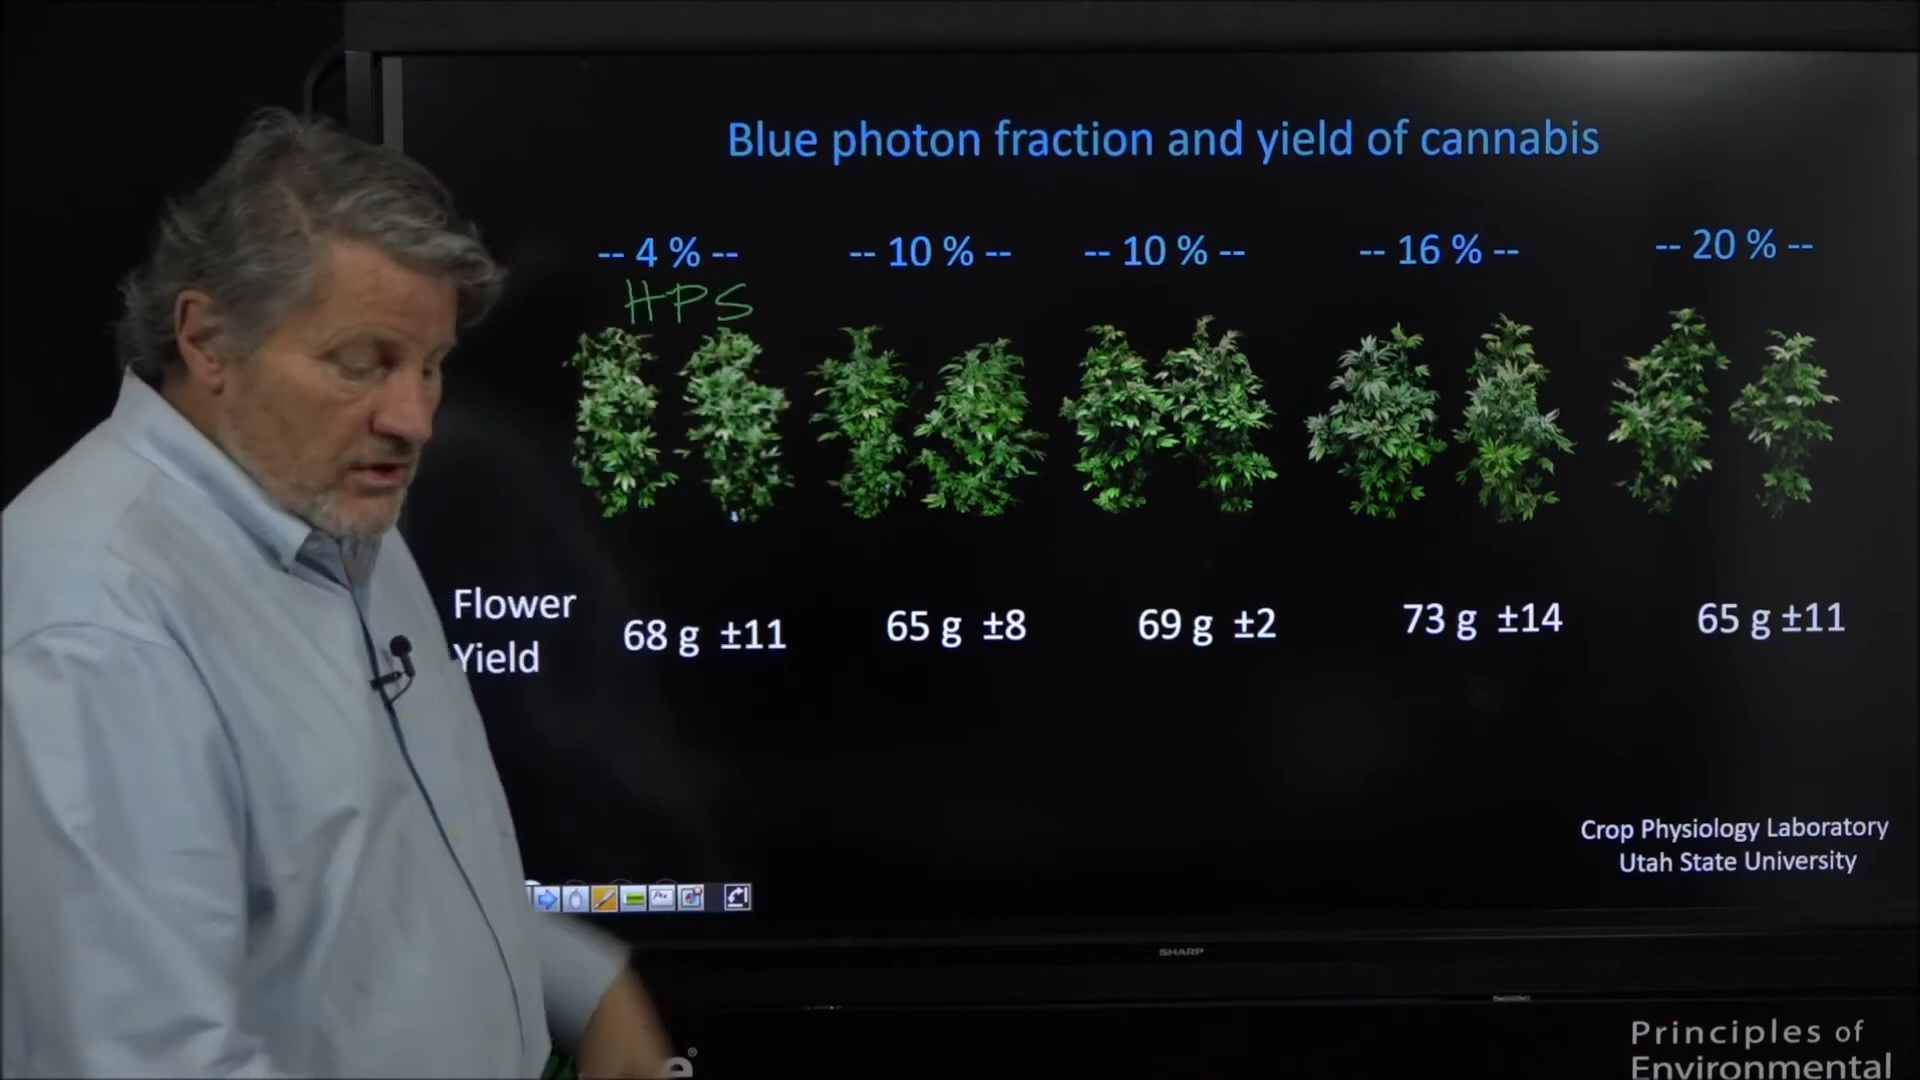 Blue photon fraction and yield of cannabis
-- 4 % -- -- 10 % -- -- 10 % -- -- 16 % -- -- 20 % --
HPS
Flower
Yield
68 g ±11 65 g ±8 69 g ±2 73 g ±14 65 g ±11
Crop Physiology Laboratory
Utah State University
SHARP
Principles of
Environmental